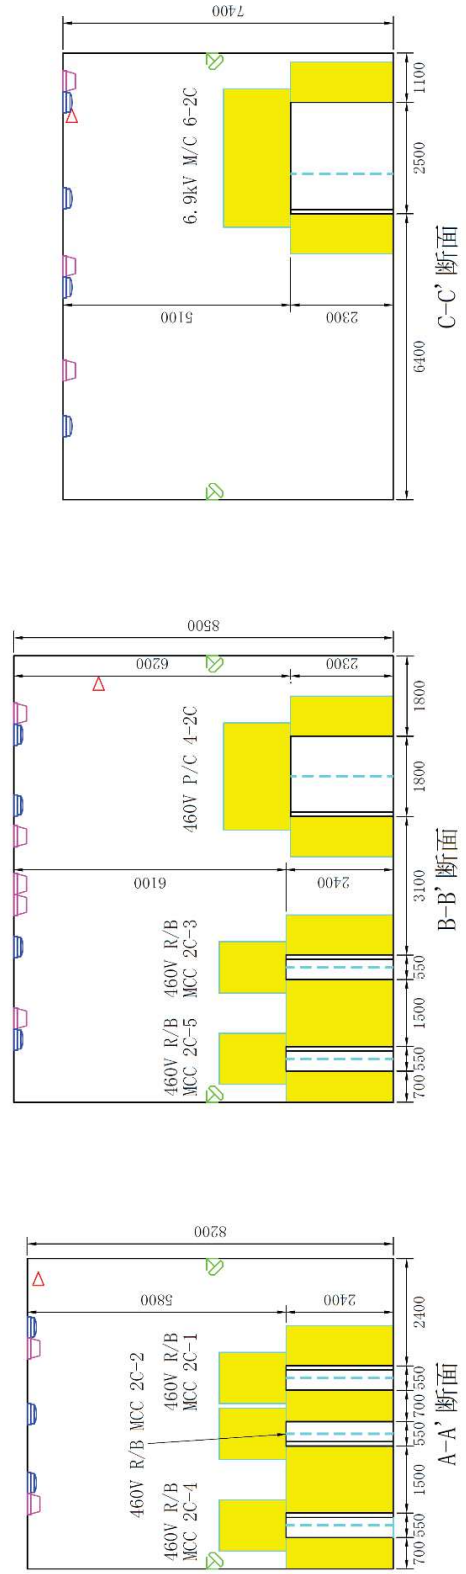 7400
6.9kV M/C 6-2C
5100
2300
1100
2500
6400
C-C' 断面
8500
6200
460V P/C 4-2C
2300
6100
2400
460V R/B
MCC 2C-3
460V R/B
MCC 2C-5
1800
1800
3100
550
1500
550
700
B-B' 断面
8200
5800
2400
460V R/B MCC 2C-2
460V R/B
MCC 2C-1
460V R/B
MCC 2C-4
2400
550
700
550
1500
550
700
A-A' 断面